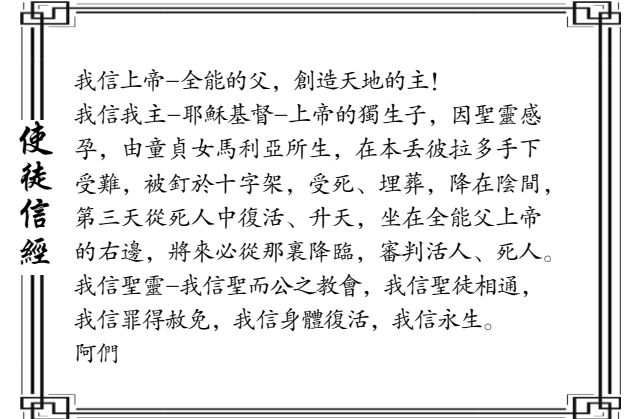 使徒信經
我信上帝–全能的父，創造天地的主！
我信我主–耶穌基督–上帝的獨生子，因聖靈感
孕，由童貞女馬利亞所生，在本丟彼拉多手下
受難，被釘於十字架，受死、埋葬，降在陰間，
第三天從死人中復活、升天，坐在全能父上帝
的右邊，將來必從那裏降臨，審判活人、死人。
我信聖靈–我信聖而公之教會，我信聖徒相通，
我信罪得赦免，我信身體復活，我信永生。
阿們